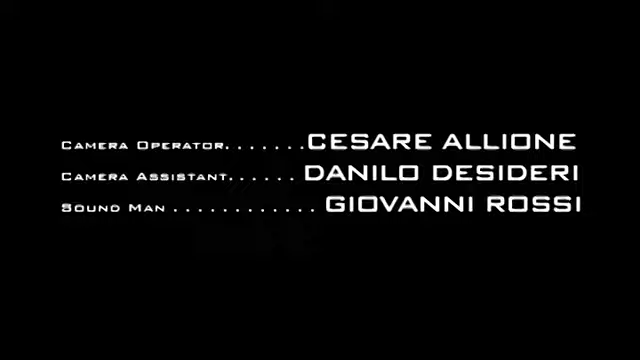 Camera Operator.......CESARE ALLIONE
Camera Assistant...... DANILO DESIDERI
Sound Man ............ GIOVANNI ROSSI